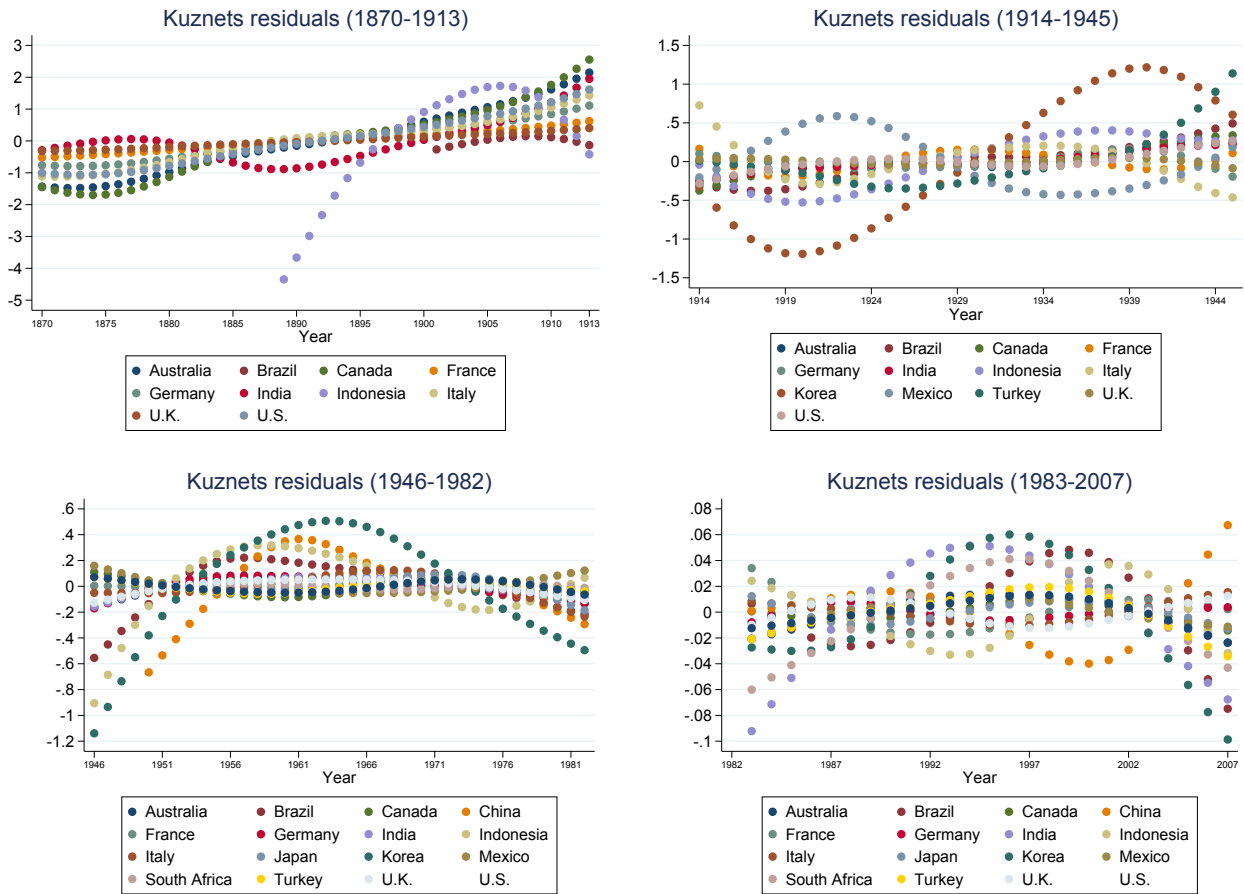 Kuznets residuals (1870-1913)
3
2
1
0
-1
-2
-3
-4
-5
1870 1875 1880 1885 1890 1895 1900 1905 1910 1913
Year
Australia Brazil Canada France
Germany India Indonesia Italy
U.K. U.S.
Kuznets residuals (1914-1945)
1.5
1
.5
0
-.5
-1
-1.5
1914 1919 1924 1929 1934 1939 1944
Year
Australia Brazil Canada France
Germany India Indonesia Italy
Korea Mexico Turkey U.K.
U.S.
Kuznets residuals (1946-1982)
.6
.4
.2
0
-.2
-.4
-.6
-.8
-1
-1.2
1946 1951 1956 1961 1966 1971 1976 1981
Year
Australia Brazil Canada China
France Germany India Indonesia
Italy Japan Korea Mexico
South Africa Turkey U.K. U.S.
Kuznets residuals (1983-2007)
.08
.06
.04
.02
0
-.02
-.04
-.06
-.08
-.1
1982 1987 1992 1997 2002 2007
Year
Australia Brazil Canada China
France Germany India Indonesia
Italy Japan Korea Mexico
South Africa Turkey U.K. U.S.